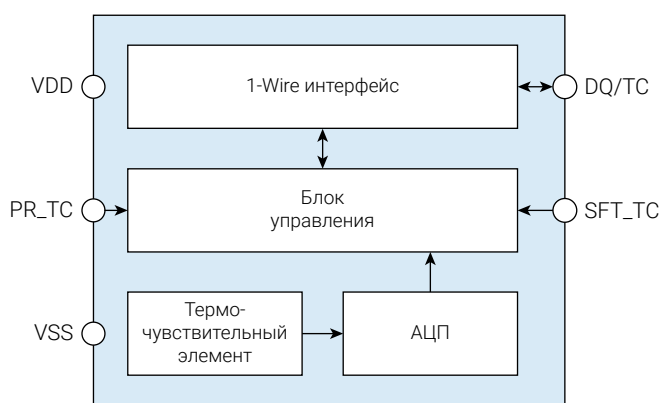 VDD
1-Wire интерфейс
DQ/TC
PR_TC
Блок
управления
SFT_TC
VSS
Термо-
чувствительный
элемент
АЦП